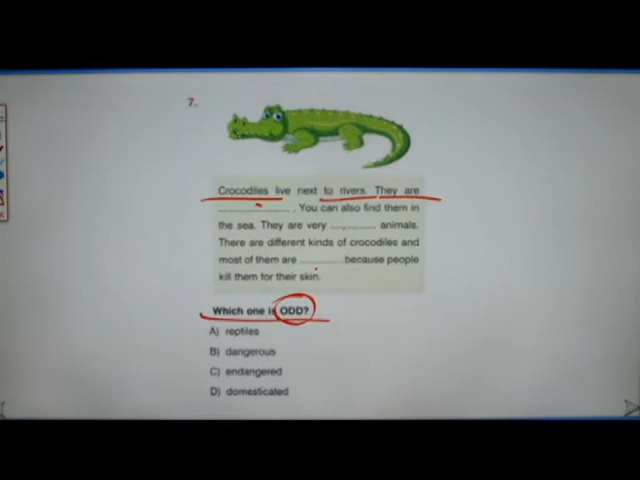 7.
Crocodiles live next to rivers. They are
.................... . You can also find them in
the sea. They are very ............ animals.
There are different kinds of crocodiles and
most of them are ............ because people
kill them for their skin.
Which one is ODD?
A) reptiles
B) dangerous
C) endangered
D) domesticated